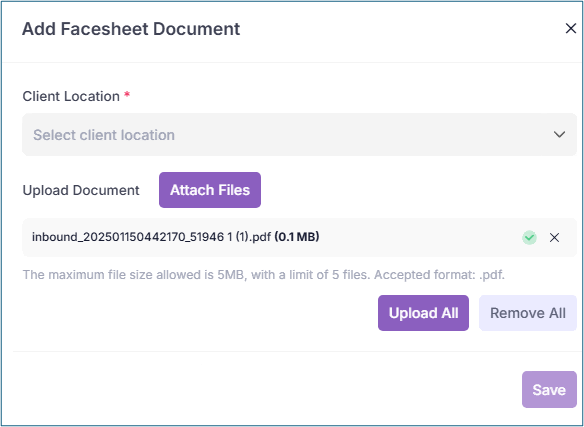 Add Facesheet Document
Client Location *
Select client location
Upload Document Attach Files
inbound_202501150442170_51946 1 (1).pdf (0.1 MB)
The maximum file size allowed is 5MB, with a limit of 5 files. Accepted format: .pdf.
Upload All Remove All
Save